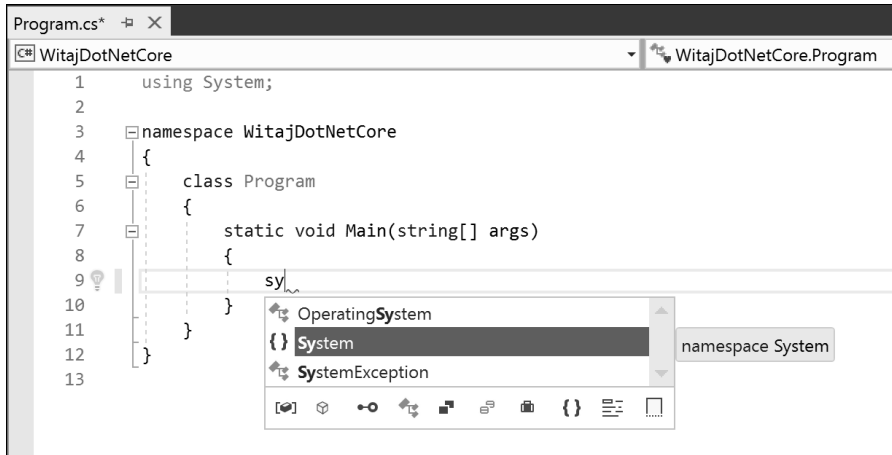 Program.cs*
C# WitajDotNetCore WitajDotNetCore.Program
1 using System;
2
3 namespace WitajDotNetCore
4 {
5 class Program
6 {
7 static void Main(string[] args)
8 {
9 sy
10 }
11 }
12 }
13
OperatingSystem
{ } System
namespace System
SystemException
{ }